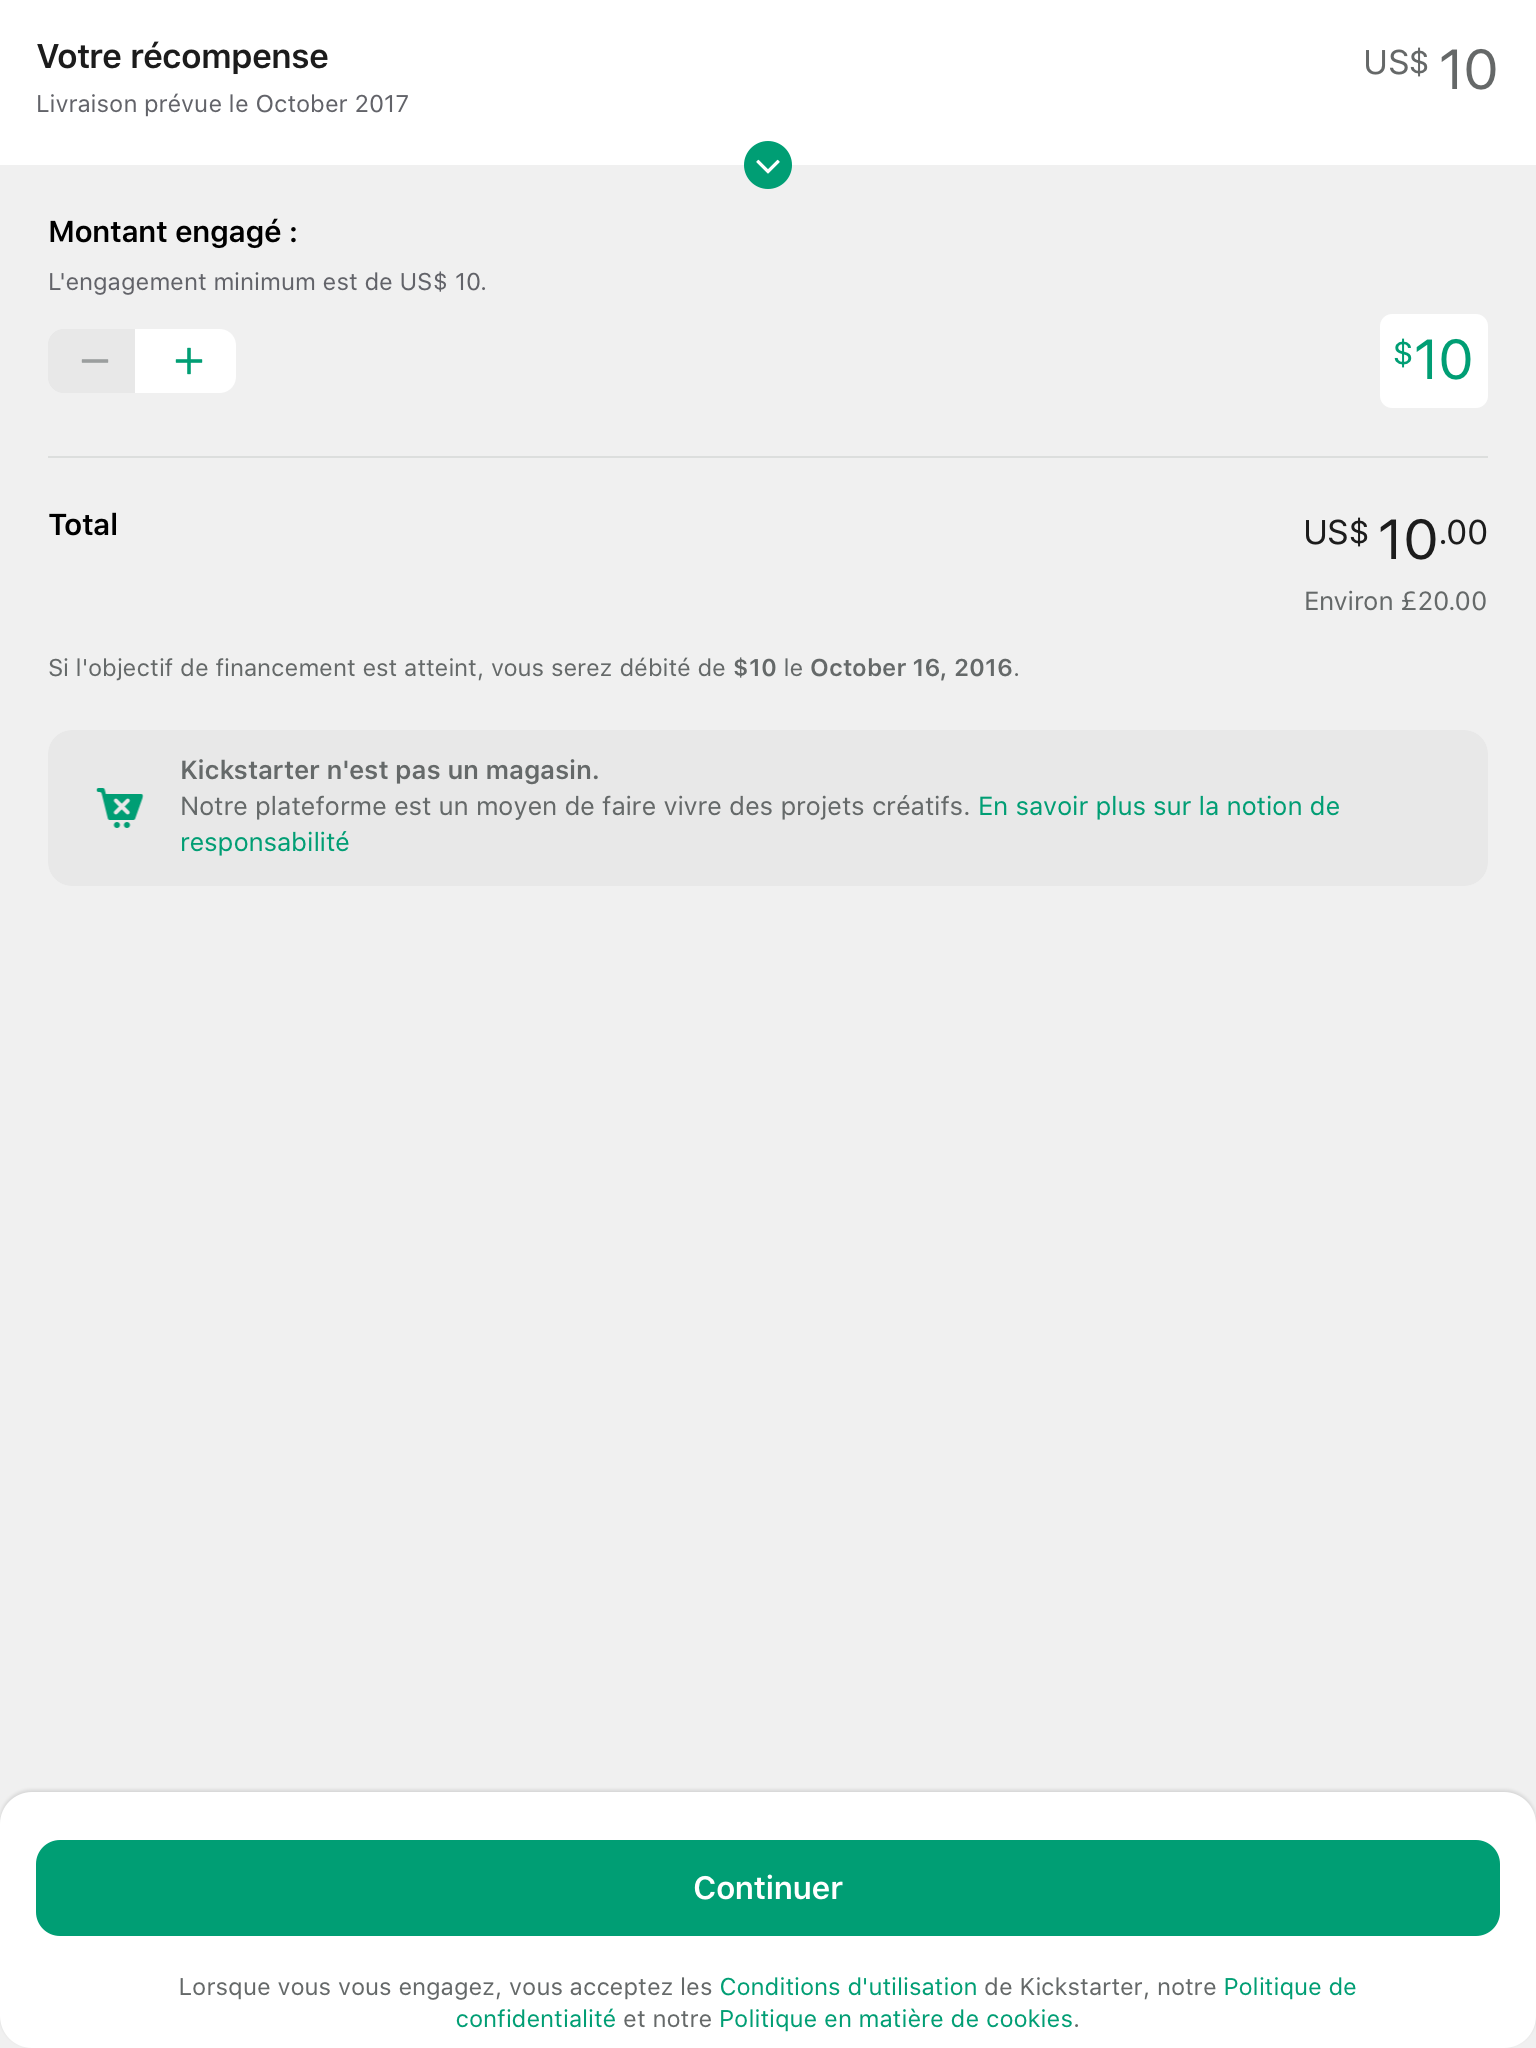 Votre récompense
US$ 10
Livraison prévue le October 2017
Montant engagé :
L'engagement minimum est de US$ 10.
$10
Total
US$ 10.00
Environ £20.00
Si l'objectif de financement est atteint, vous serez débité de $10 le October 16, 2016.
Kickstarter n'est pas un magasin.
Notre plateforme est un moyen de faire vivre des projets créatifs. En savoir plus sur la notion de
responsabilité
Continuer
Lorsque vous vous engagez, vous acceptez les Conditions d'utilisation de Kickstarter, notre Politique de
confidentialité et notre Politique en matière de cookies.